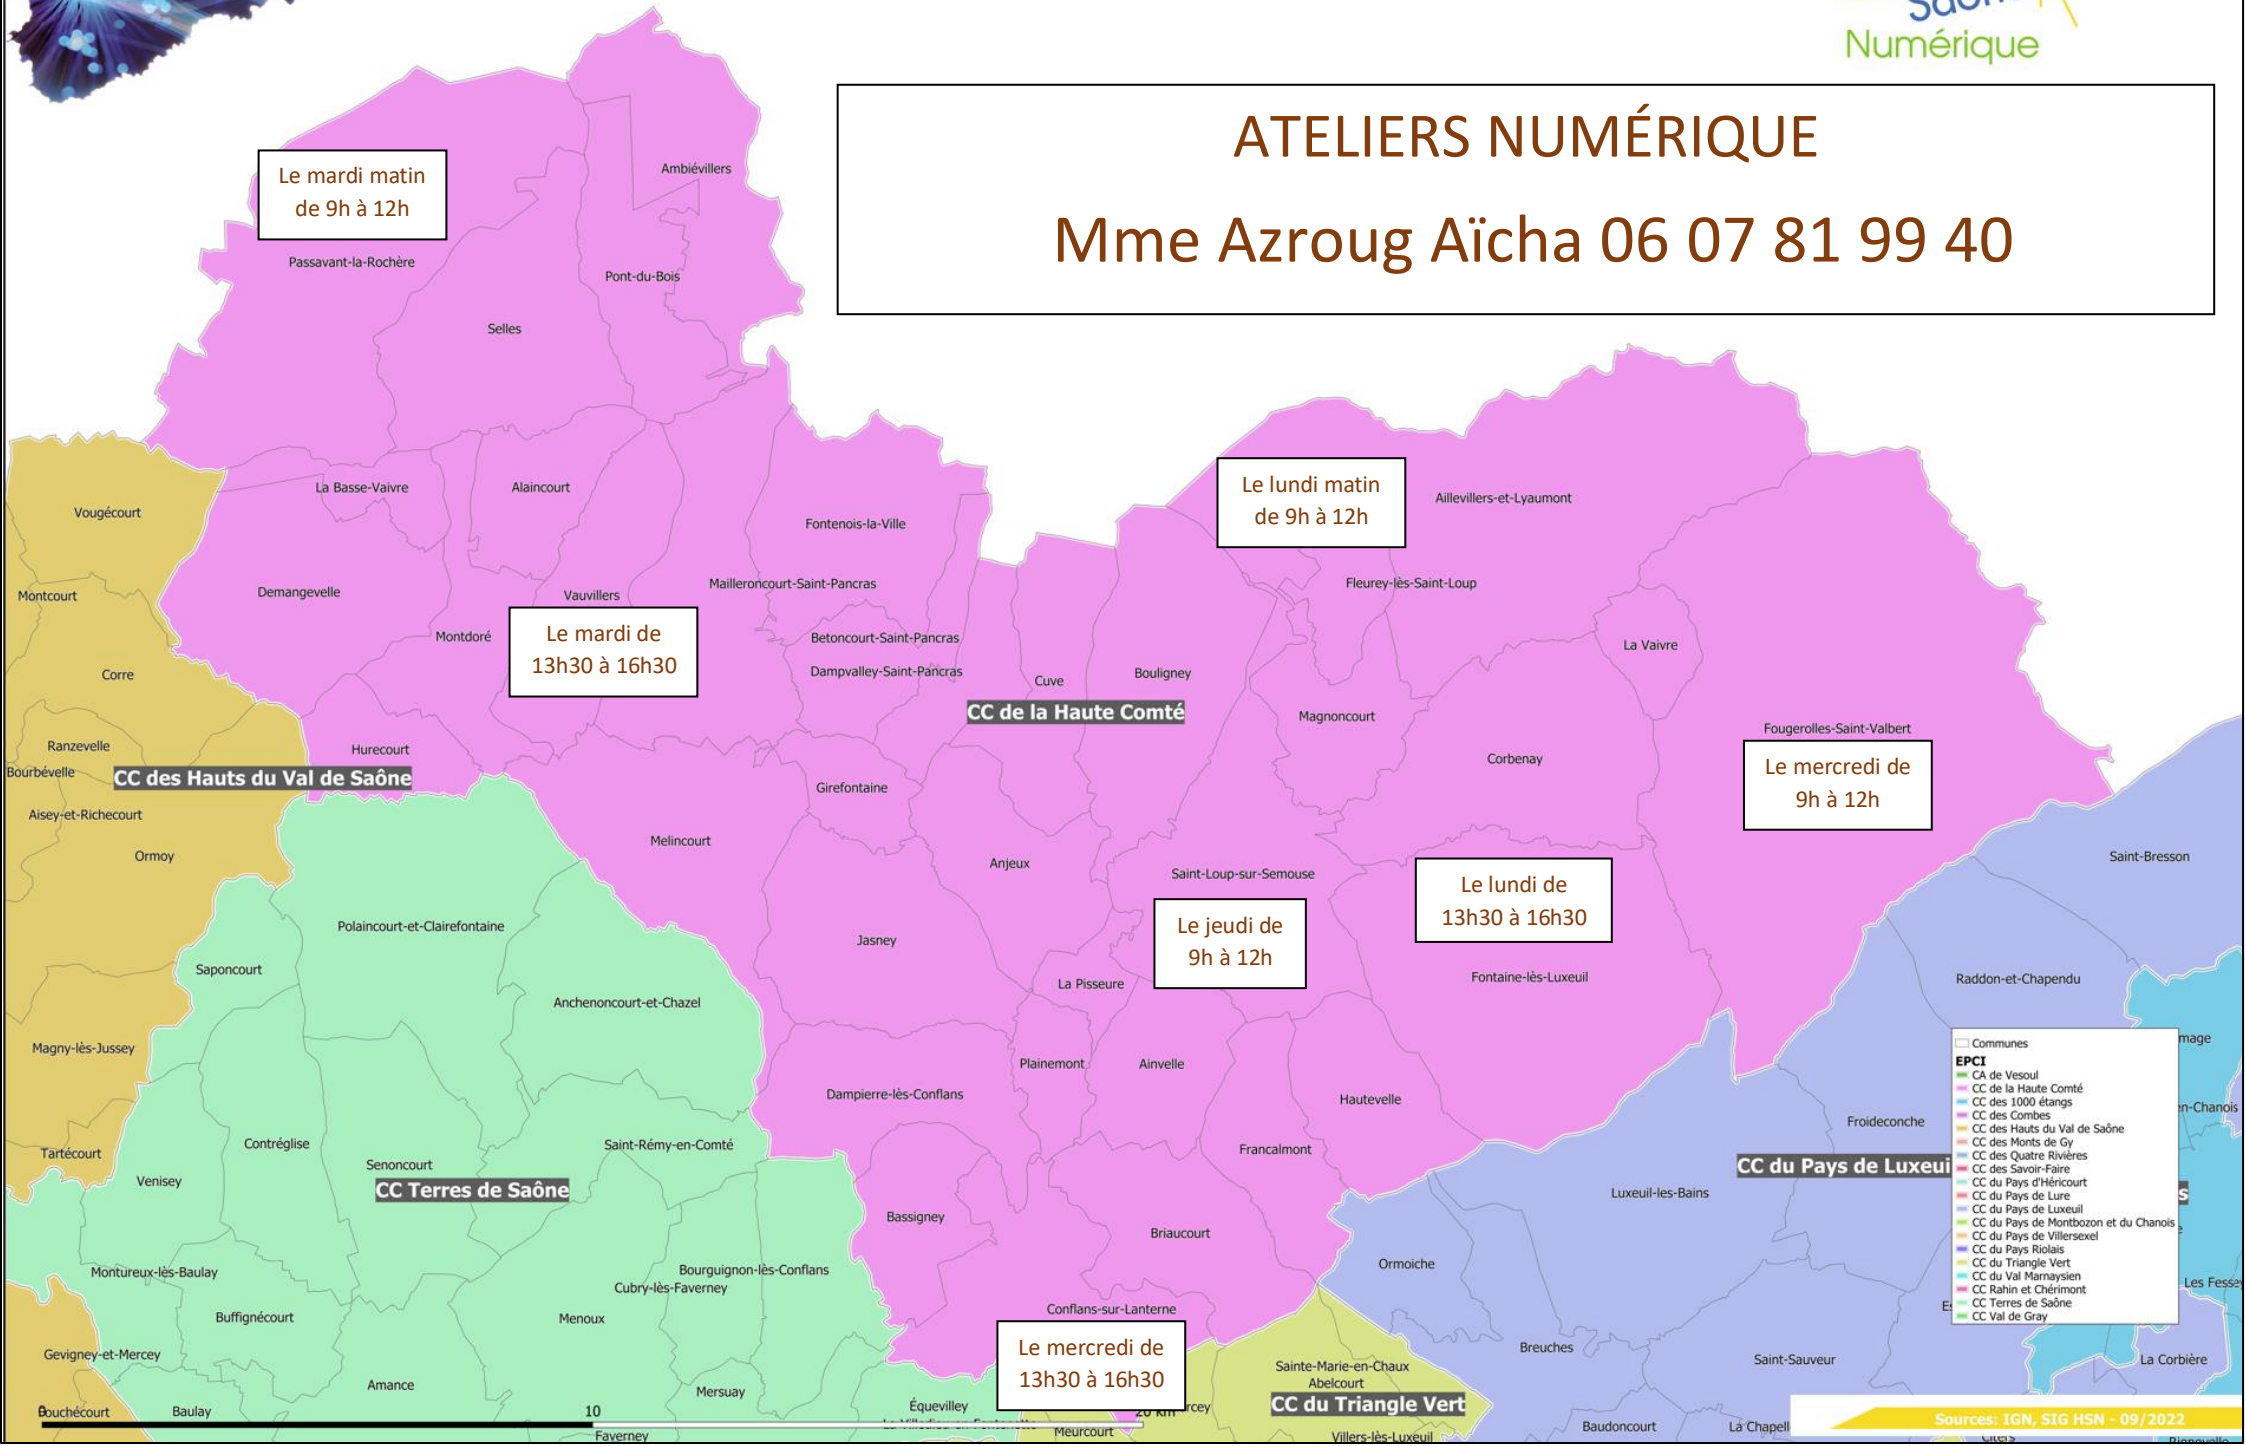 Numérique
ATELIERS NUMÉRIQUE
Mme Azroug Aïcha 06 07 81 99 40
Le mardi matin
de 9h à 12h
Ambiévillers
Passavant-la-Rochère
Pont-du-Bois
Selles
Le lundi matin
de 9h à 12h
Aillevillers-et-Lyaumont
La Basse-Vaivre
Alaincourt
Vougécourt
Fontenois-la-Ville
Montcourt
Demangevelle
Vauvillers
Mailleroncourt-Saint-Pancras
Fleurey-lès-Saint-Loup
Le mardi de
13h30 à 16h30
Montdoré
Betoncourt-Saint-Pancras
La Vaivre
Corre
Dampvalley-Saint-Pancras
Cuve
Bouligney
CC de la Haute Comté
Magnoncourt
Fougerolles-Saint-Valbert
Le mercredi de
9h à 12h
Ranzevelle
Hurecourt
Corbenay
Bourbévelle
CC des Hauts du Val de Saône
Girefontaine
Aisey-et-Richecourt
Ormoy
Melincourt
Anjeux
Saint-Loup-sur-Semouse
Le jeudi de
9h à 12h
Le lundi de
13h30 à 16h30
Saint-Bresson
Polaincourt-et-Clairefontaine
Jasney
Saponcourt
La Pisseure
Fontaine-lès-Luxeuil
Raddon-et-Chapendu
Anchenoncourt-et-Chazel
Magny-lès-Jussey
Plainemont
Ainvelle
Dampierre-lès-Conflans
Hautevelle
Froideconche
Contréglise
Saint-Rémy-en-Comté
Francalmont
Tartécourt
Senoncourt
CC Terres de Saône
Venisey
CC du Pays de Luxeui
Luxeuil-les-Bains
Bassigney
Briaucourt
Ormoiche
Montureux-lès-Baulay
Bourguignon-lès-Conflans
Cubry-lès-Faverney
Buffignécourt
Menoux
Conflans-sur-Lanterne
Le mercredi de
13h30 à 16h30
Les Fesse
Gevigney-et-Mercey
Breuches
Saint-Sauveur
La Corbière
Sainte-Marie-en-Chaux
Abelcourt
CC du Triangle Vert
Amance
Mersuay
Équevilley
Bouchécourt
Baulay
10
20 km
rcey
Faverney
Meurcourt
Villers-lès-Luxeuil
Baudoncourt
La Chapell
mage
en-Chanois
s
Communes
EPCI
CA de Vesoul
CC de la Haute Comté
CC des 1000 étangs
CC des Combes
CC des Hauts du Val de Saône
CC des Monts de Gy
CC des Quatre Rivières
CC des Savoir-Faire
CC du Pays d'Héricourt
CC du Pays de Lure
CC du Pays de Luxeuil
CC du Pays de Montbozon et du Chanois
CC du Pays de Villersexel
CC du Pays Riolais
CC du Triangle Vert
CC du Val Marnaysien
CC Rahin et Chérimont
CC Terres de Saône
CC Val de Gray
Sources: IGN, SIG HSN - 09/2022